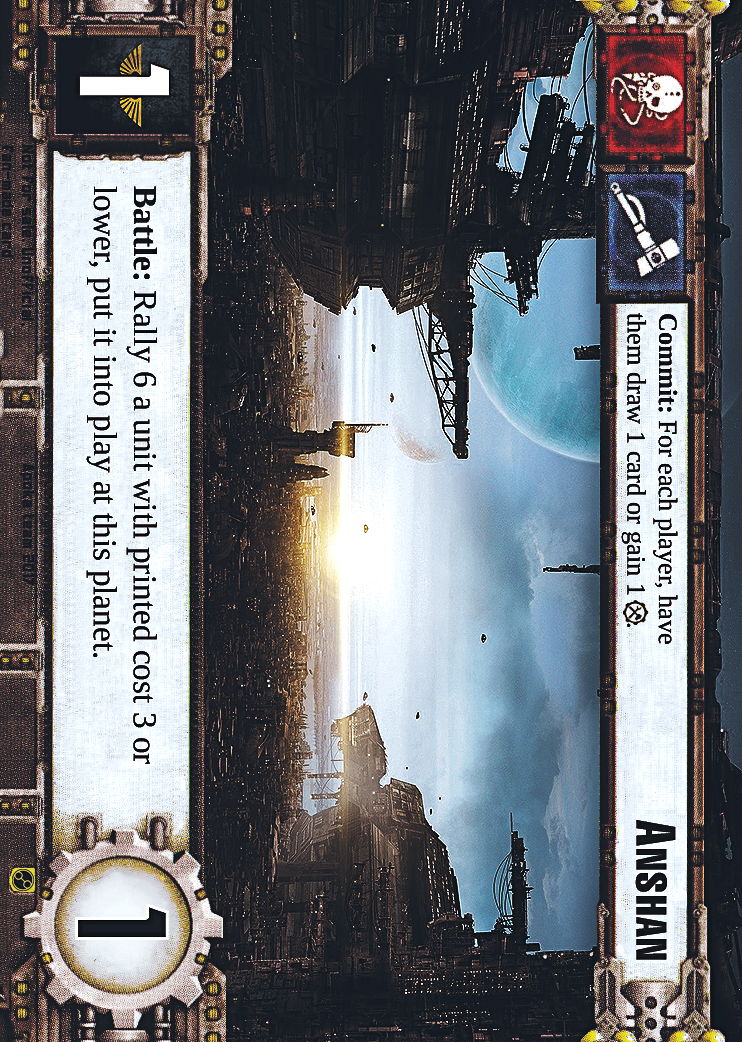 ANSHAN
Commit: For each player, have
them draw 1 card or gain 1
Battle: Rally 6 a unit with printed cost 3 or
lower, put it into play at this planet.
1
1